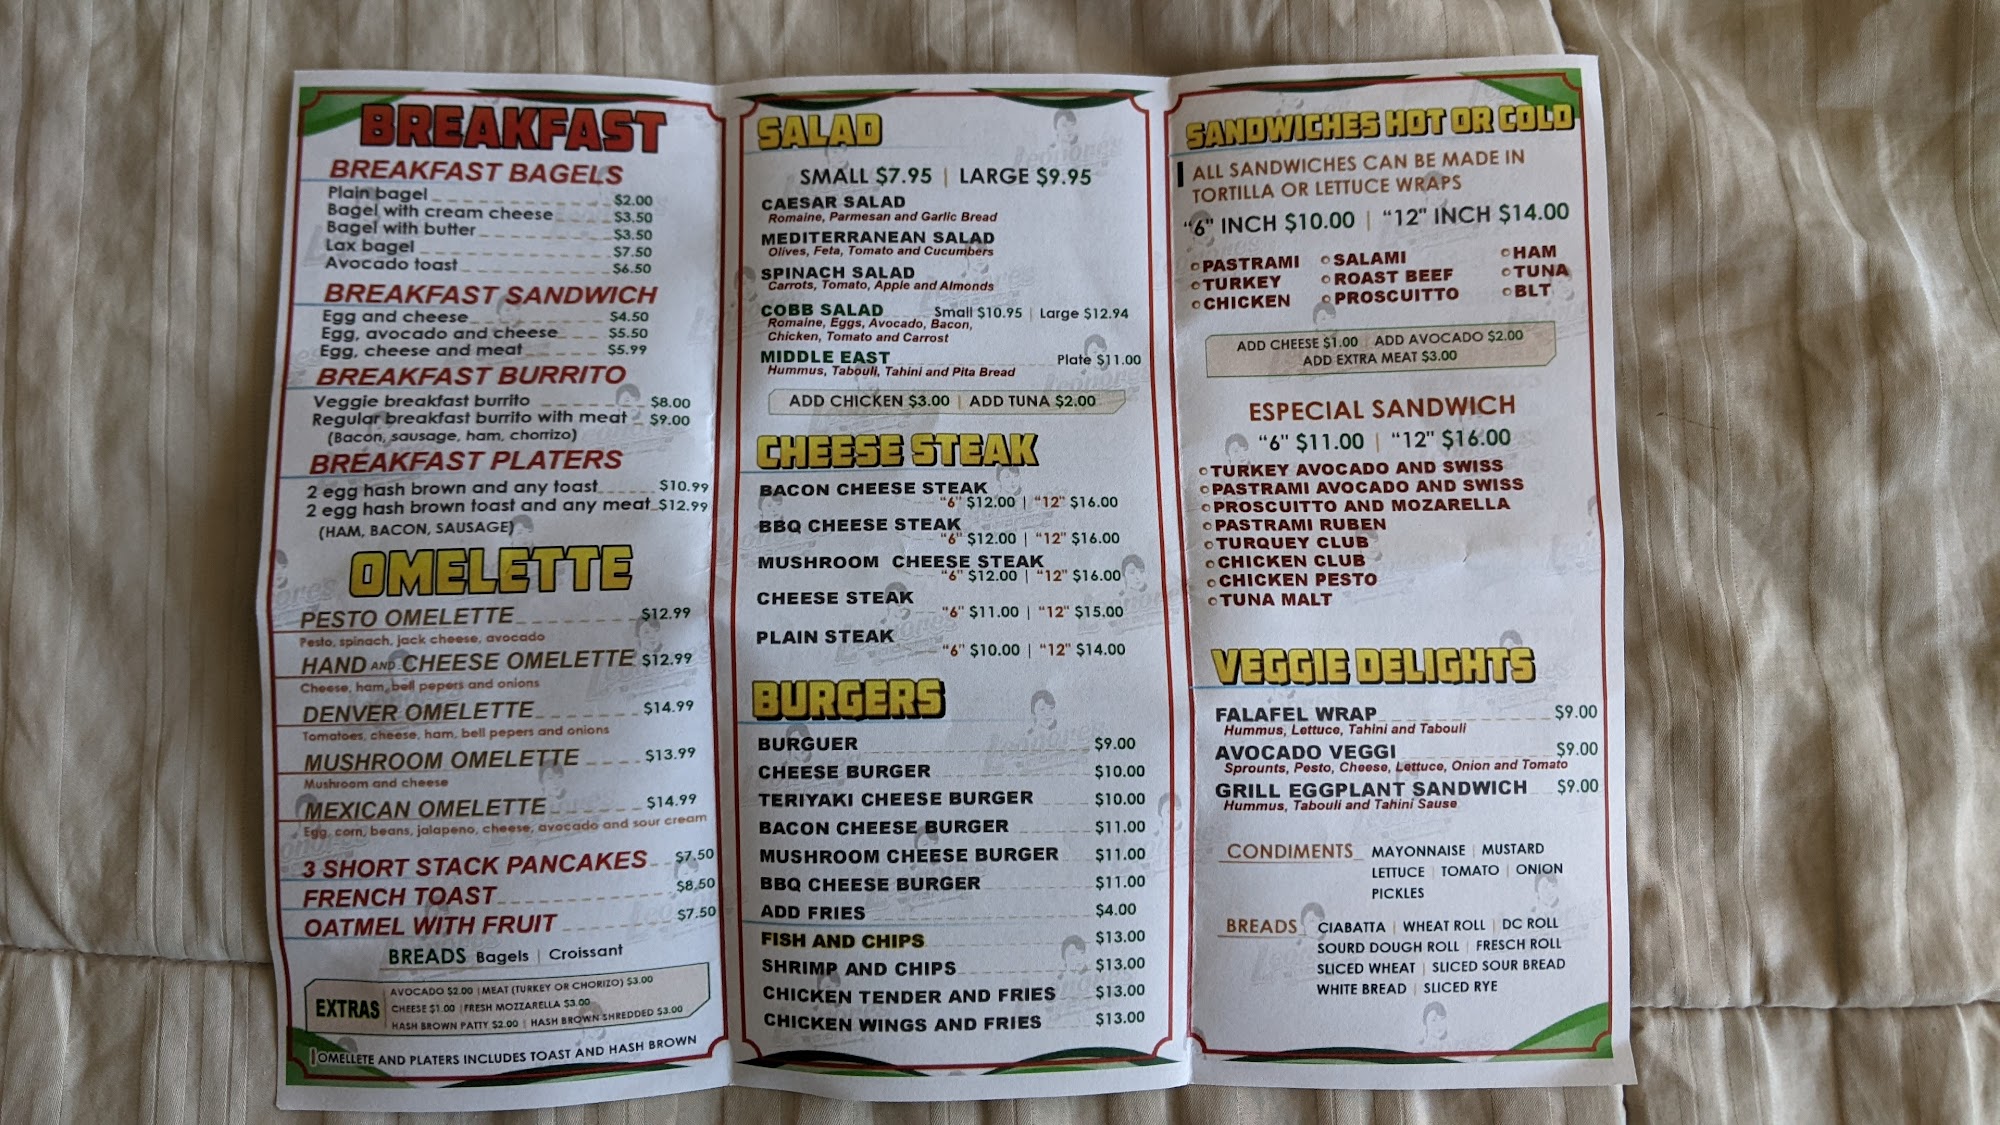 BREAKFAST
BREAKFAST BAGELS
Plain bagel $2.00
Bagel with cream cheese $3.50
Bagel with butter $3.50
Lax bagel $7.50
Avocado toast $6.50
BREAKFAST SANDWICH
Egg and cheese $4.50
Egg, avocado and cheese $5.50
Egg, cheese and meat $5.99
BREAKFAST BURRITO
Veggie breakfast burrito $8.00
Regular breakfast burrito with meat $9.00
(Bacon, sausage, ham, chorrizo)
BREAKFAST PLATERS
2 egg hash brown and any toast $10.99
2 egg hash brown toast and any meat $12.99
(HAM, BACON, SAUSAGE)
OMELETTE
PESTO OMELETTE $12.99
Pesto, spinach, jack cheese, avocado
HAND AND CHEESE OMELETTE $12.99
Cheese, ham, bell pepers and onions
DENVER OMELETTE $14.99
Tomatoes, cheese, ham, bell pepers and onions
MUSHROOM OMELETTE $13.99
Mushroom and cheese
MEXICAN OMELETTE $14.99
Egg, corn, beans, jalapeno, cheese, avocado and sour cream
3 SHORT STACK PANCAKES $7.50
FRENCH TOAST $8.50
OATMEL WITH FRUIT $7.50
BREADS Bagels | Croissant
EXTRAS
AVOCADO $2.00 | MEAT (TURKEY OR CHORIZO) $3.00
CHEESE $1.00 | FRESH MOZZARELLA $3.00
HASH BROWN PATTY $2.00 | HASH BROWN SHREDDED $3.00
OMELLETE AND PLATERS INCLUDES TOAST AND HASH BROWN
SALAD
SMALL $7.95 | LARGE $9.95
CAESAR SALAD
Romaine, Parmesan and Garlic Bread
MEDITERRANEAN SALAD
Olives, Feta, Tomato and Cucumbers
SPINACH SALAD
Carrots, Tomato, Apple and Almonds
COBB SALAD Small $10.95 | Large $12.94
Romaine, Eggs, Avocado, Bacon,
Chicken, Tomato and Carrost
MIDDLE EAST Plate $11.00
Hummus, Tabouli, Tahini and Pita Bread
ADD CHICKEN $3.00 | ADD TUNA $2.00
CHEESE STEAK
BACON CHEESE STEAK
"6" $12.00 | "12" $16.00
BBQ CHEESE STEAK
"6" $12.00 | "12" $16.00
MUSHROOM CHEESE STEAK
"6" $12.00 | "12" $16.00
CHEESE STEAK
"6" $11.00 | "12" $15.00
PLAIN STEAK
"6" $10.00 | "12" $14.00
BURGERS
BURGUER $9.00
CHEESE BURGER $10.00
TERIYAKI CHEESE BURGER $10.00
BACON CHEESE BURGER $11.00
MUSHROOM CHEESE BURGER $11.00
BBQ CHEESE BURGER $11.00
ADD FRIES $4.00
FISH AND CHIPS $13.00
SHRIMP AND CHIPS $13.00
CHICKEN TENDER AND FRIES $13.00
CHICKEN WINGS AND FRIES $13.00
SANDWICHES HOT OR COLD
ALL SANDWICHES CAN BE MADE IN
TORTILLA OR LETTUCE WRAPS
"6" INCH $10.00 | "12" INCH $14.00
PASTRAMI SALAMI HAM
TURKEY ROAST BEEF TUNA
CHICKEN PROSCUITTO BLT
ADD CHEESE $1.00 ADD AVOCADO $2.00
ADD EXTRA MEAT $3.00
ESPECIAL SANDWICH
"6" $11.00 | "12" $16.00
TURKEY AVOCADO AND SWISS
PASTRAMI AVOCADO AND SWISS
PROSCUITTO AND MOZARELLA
PASTRAMI RUBEN
TURQUEY CLUB
CHICKEN CLUB
CHICKEN PESTO
TUNA MALT
VEGGIE DELIGHTS
FALAFEL WRAP $9.00
Hummus, Lettuce, Tahini and Tabouli
AVOCADO VEGGI $9.00
Sprounts, Pesto, Cheese, Lettuce, Onion and Tomato
GRILL EGGPLANT SANDWICH $9.00
Hummus, Tabouli and Tahini Sause
CONDIMENTS MAYONNAISE | MUSTARD
LETTUCE | TOMATO | ONION
PICKLES
BREADS CIABATTA | WHEAT ROLL | DC ROLL
SOURD DOUGH ROLL | FRESCH ROLL
SLICED WHEAT | SLICED SOUR BREAD
WHITE BREAD | SLICED RYE